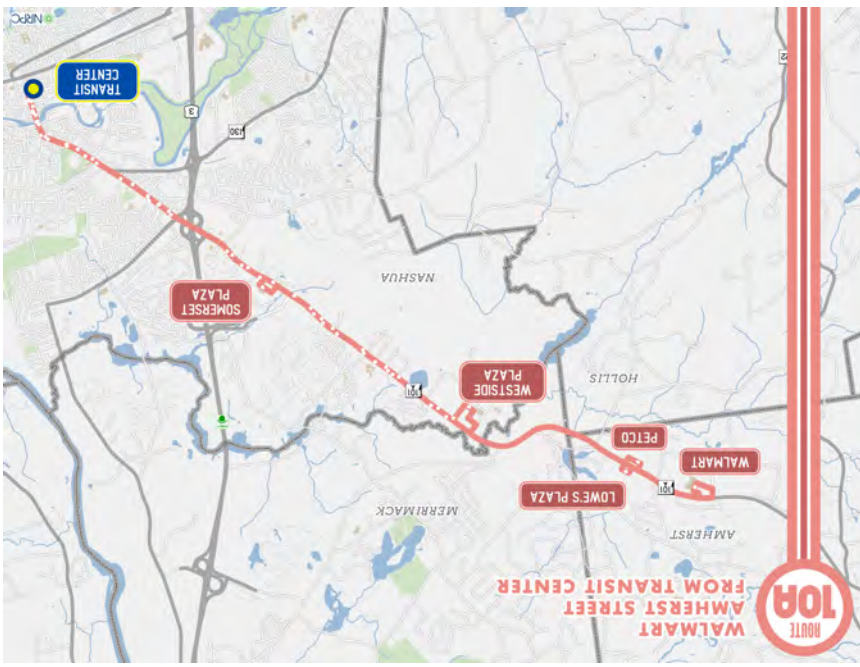 ROUTE
10A
WALMART
AMHERST STREET
FROM TRANSIT CENTER
AMHERST
MERRIMACK
LOWE'S PLAZA
101
A
WALMART
PETCO
HOLLIS
WESTSIDE
PLAZA
101
A
SOMERSET
PLAZA
NASHUA
130
3
TRANSIT
CENTER
NRPC